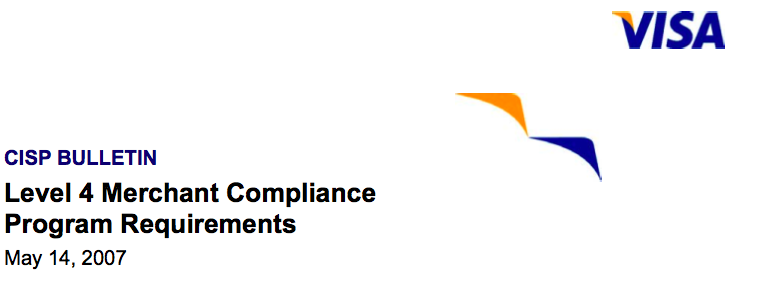 VISA
CISP BULLETIN
Level 4 Merchant Compliance
Program Requirements
May 14, 2007